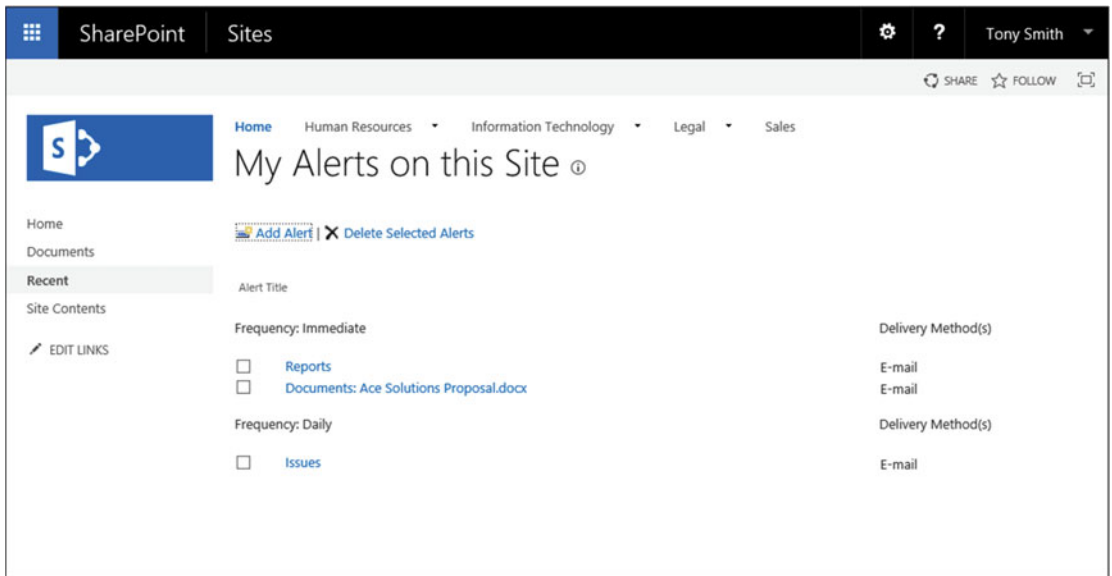 SharePoint Sites ? Tony Smith
SHARE FOLLOW
S
Home Human Resources Information Technology Legal Sales
My Alerts on this Site
Home
Documents
Recent
Site Contents
EDIT LINKS
Add Alert | Delete Selected Alerts
Alert Title
Frequency: Immediate Delivery Method(s)
Reports E-mail
Documents: Ace Solutions Proposal.docx E-mail
Frequency: Daily Delivery Method(s)
Issues E-mail